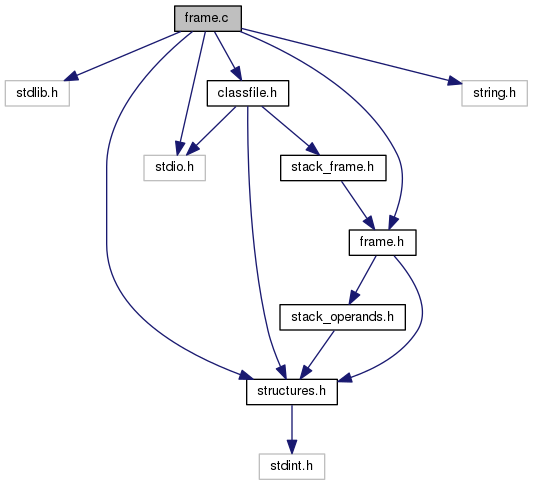 frame.c
stdlib.h
classfile.h
string.h
stdio.h
stack_frame.h
frame.h
stack_operands.h
structures.h
stdint.h